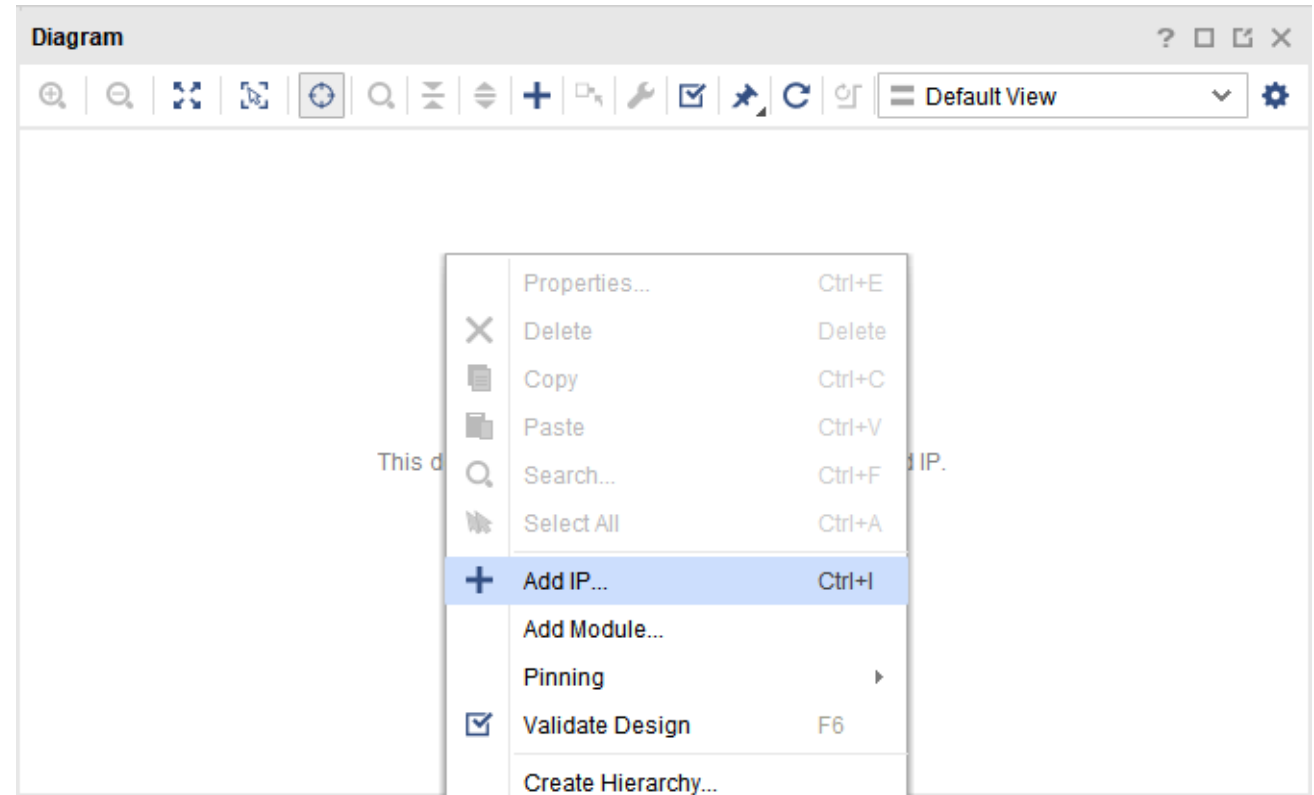 Diagram
Default View
Properties... Ctrl+E
Delete Delete
Copy Ctrl+C
Paste Ctrl+V
This d
IP.
Search... Ctrl+F
Select All Ctrl+A
Add IP... Ctrl+I
Add Module...
Pinning
Validate Design F6
Create Hierarchy...